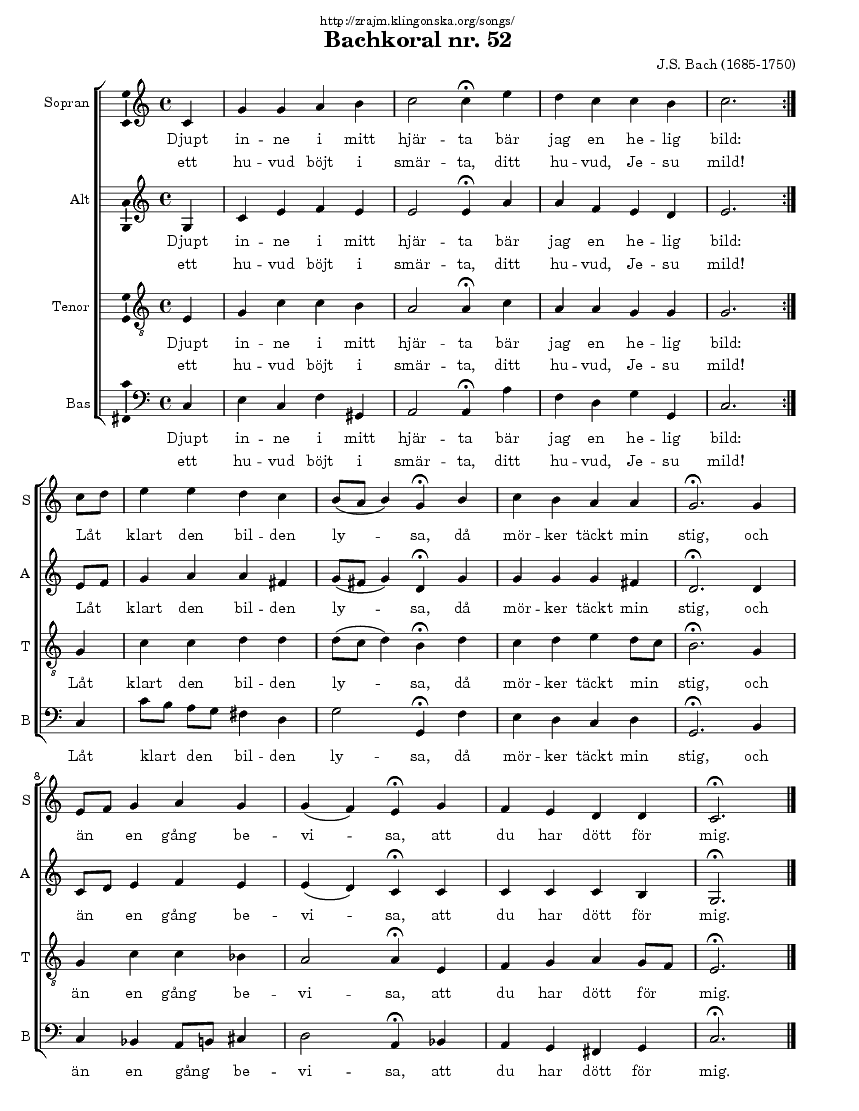 http://zrajm.klingonska.org/songs/
Bachkoral nr. 52
J.S. Bach (1685-1750)
Sopran
Djupt in - ne i mitt hjär - ta bär jag en he - lig bild:
ett hu - vud böjt i smär - ta, ditt hu - vud, Je - su mild!
Alt
Djupt in - ne i mitt hjär - ta bär jag en he - lig bild:
ett hu - vud böjt i smär - ta, ditt hu - vud, Je - su mild!
Tenor
Djupt in - ne i mitt hjär - ta bär jag en he - lig bild:
ett hu - vud böjt i smär - ta, ditt hu - vud, Je - su mild!
Bas
Djupt in - ne i mitt hjär - ta bär jag en he - lig bild:
ett hu - vud böjt i smär - ta, ditt hu - vud, Je - su mild!
S
Låt klart den bil - den ly - sa, då mör - ker täckt min stig, och
A
Låt klart den bil - den ly - sa, då mör - ker täckt min stig, och
T
8
Låt klart den bil - den ly - sa, då mör - ker täckt min stig, och
B
Låt klart den bil - den ly - sa, då mör - ker täckt min stig, och
8
S
än en gång be - vi - sa, att du har dött för mig.
A
än en gång be - vi - sa, att du har dött för mig.
T
8
än en gång be - vi - sa, att du har dött för mig.
B
än en gång be - vi - sa, att du har dött för mig.